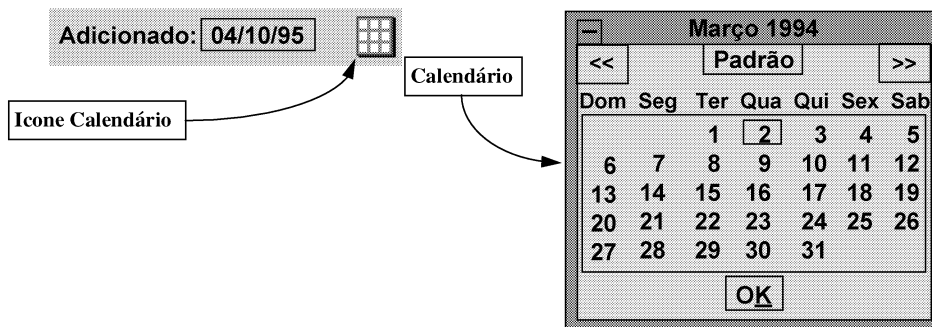 Adicionado: 04/10/95
Icone Calendário
Calendário
Março 1994
<< Padrão >>
Dom Seg Ter Qua Qui Sex Sab
1 2 3 4 5
6 7 8 9 10 11 12
13 14 15 16 17 18 19
20 21 22 23 24 25 26
27 28 29 30 31
OK